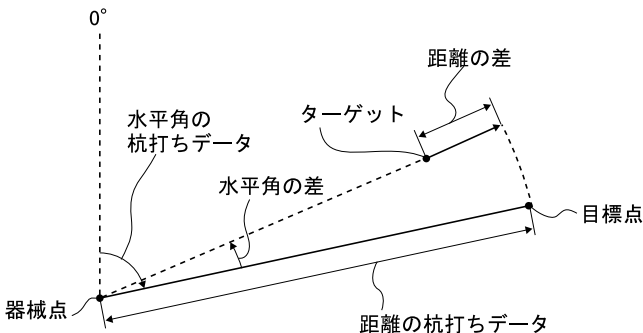 0°
距離の差
ターゲット
水平角の
杭打ちデータ
水平角の差
目標点
器械点
距離の杭打ちデータ